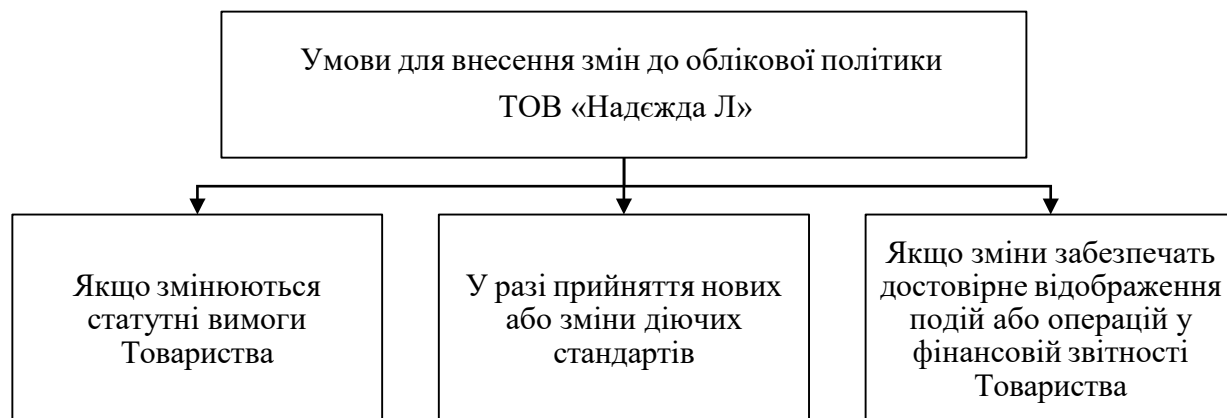 Умови для внесення змін до облікової політики
ТОВ «Надєжда Л»
Якщо змінюються
статутні вимоги
Товариства
У разі прийняття нових
або зміни діючих
стандартів
Якщо зміни забезпечать
достовірне відображення
подій або операцій у
фінансовій звітності
Товариства